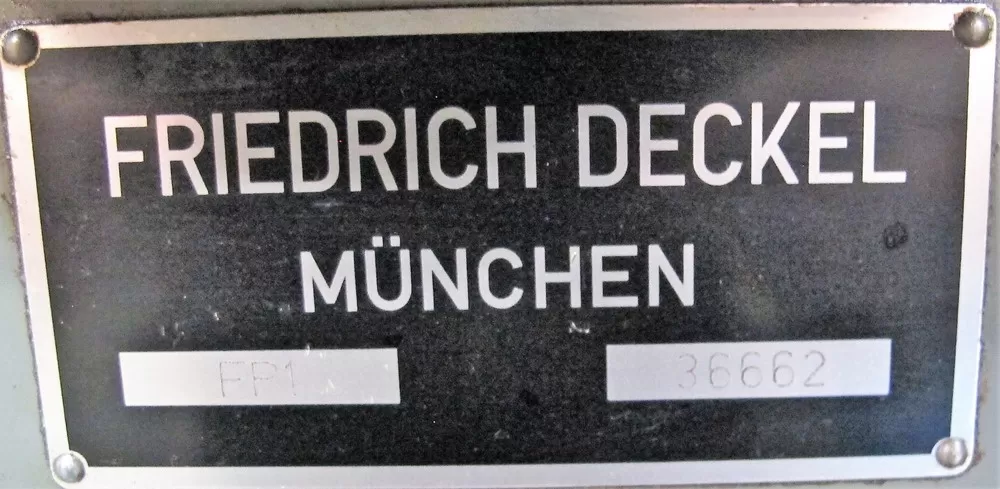 FRIEDRICH DECKEL
MÜNCHEN
FP1 36662